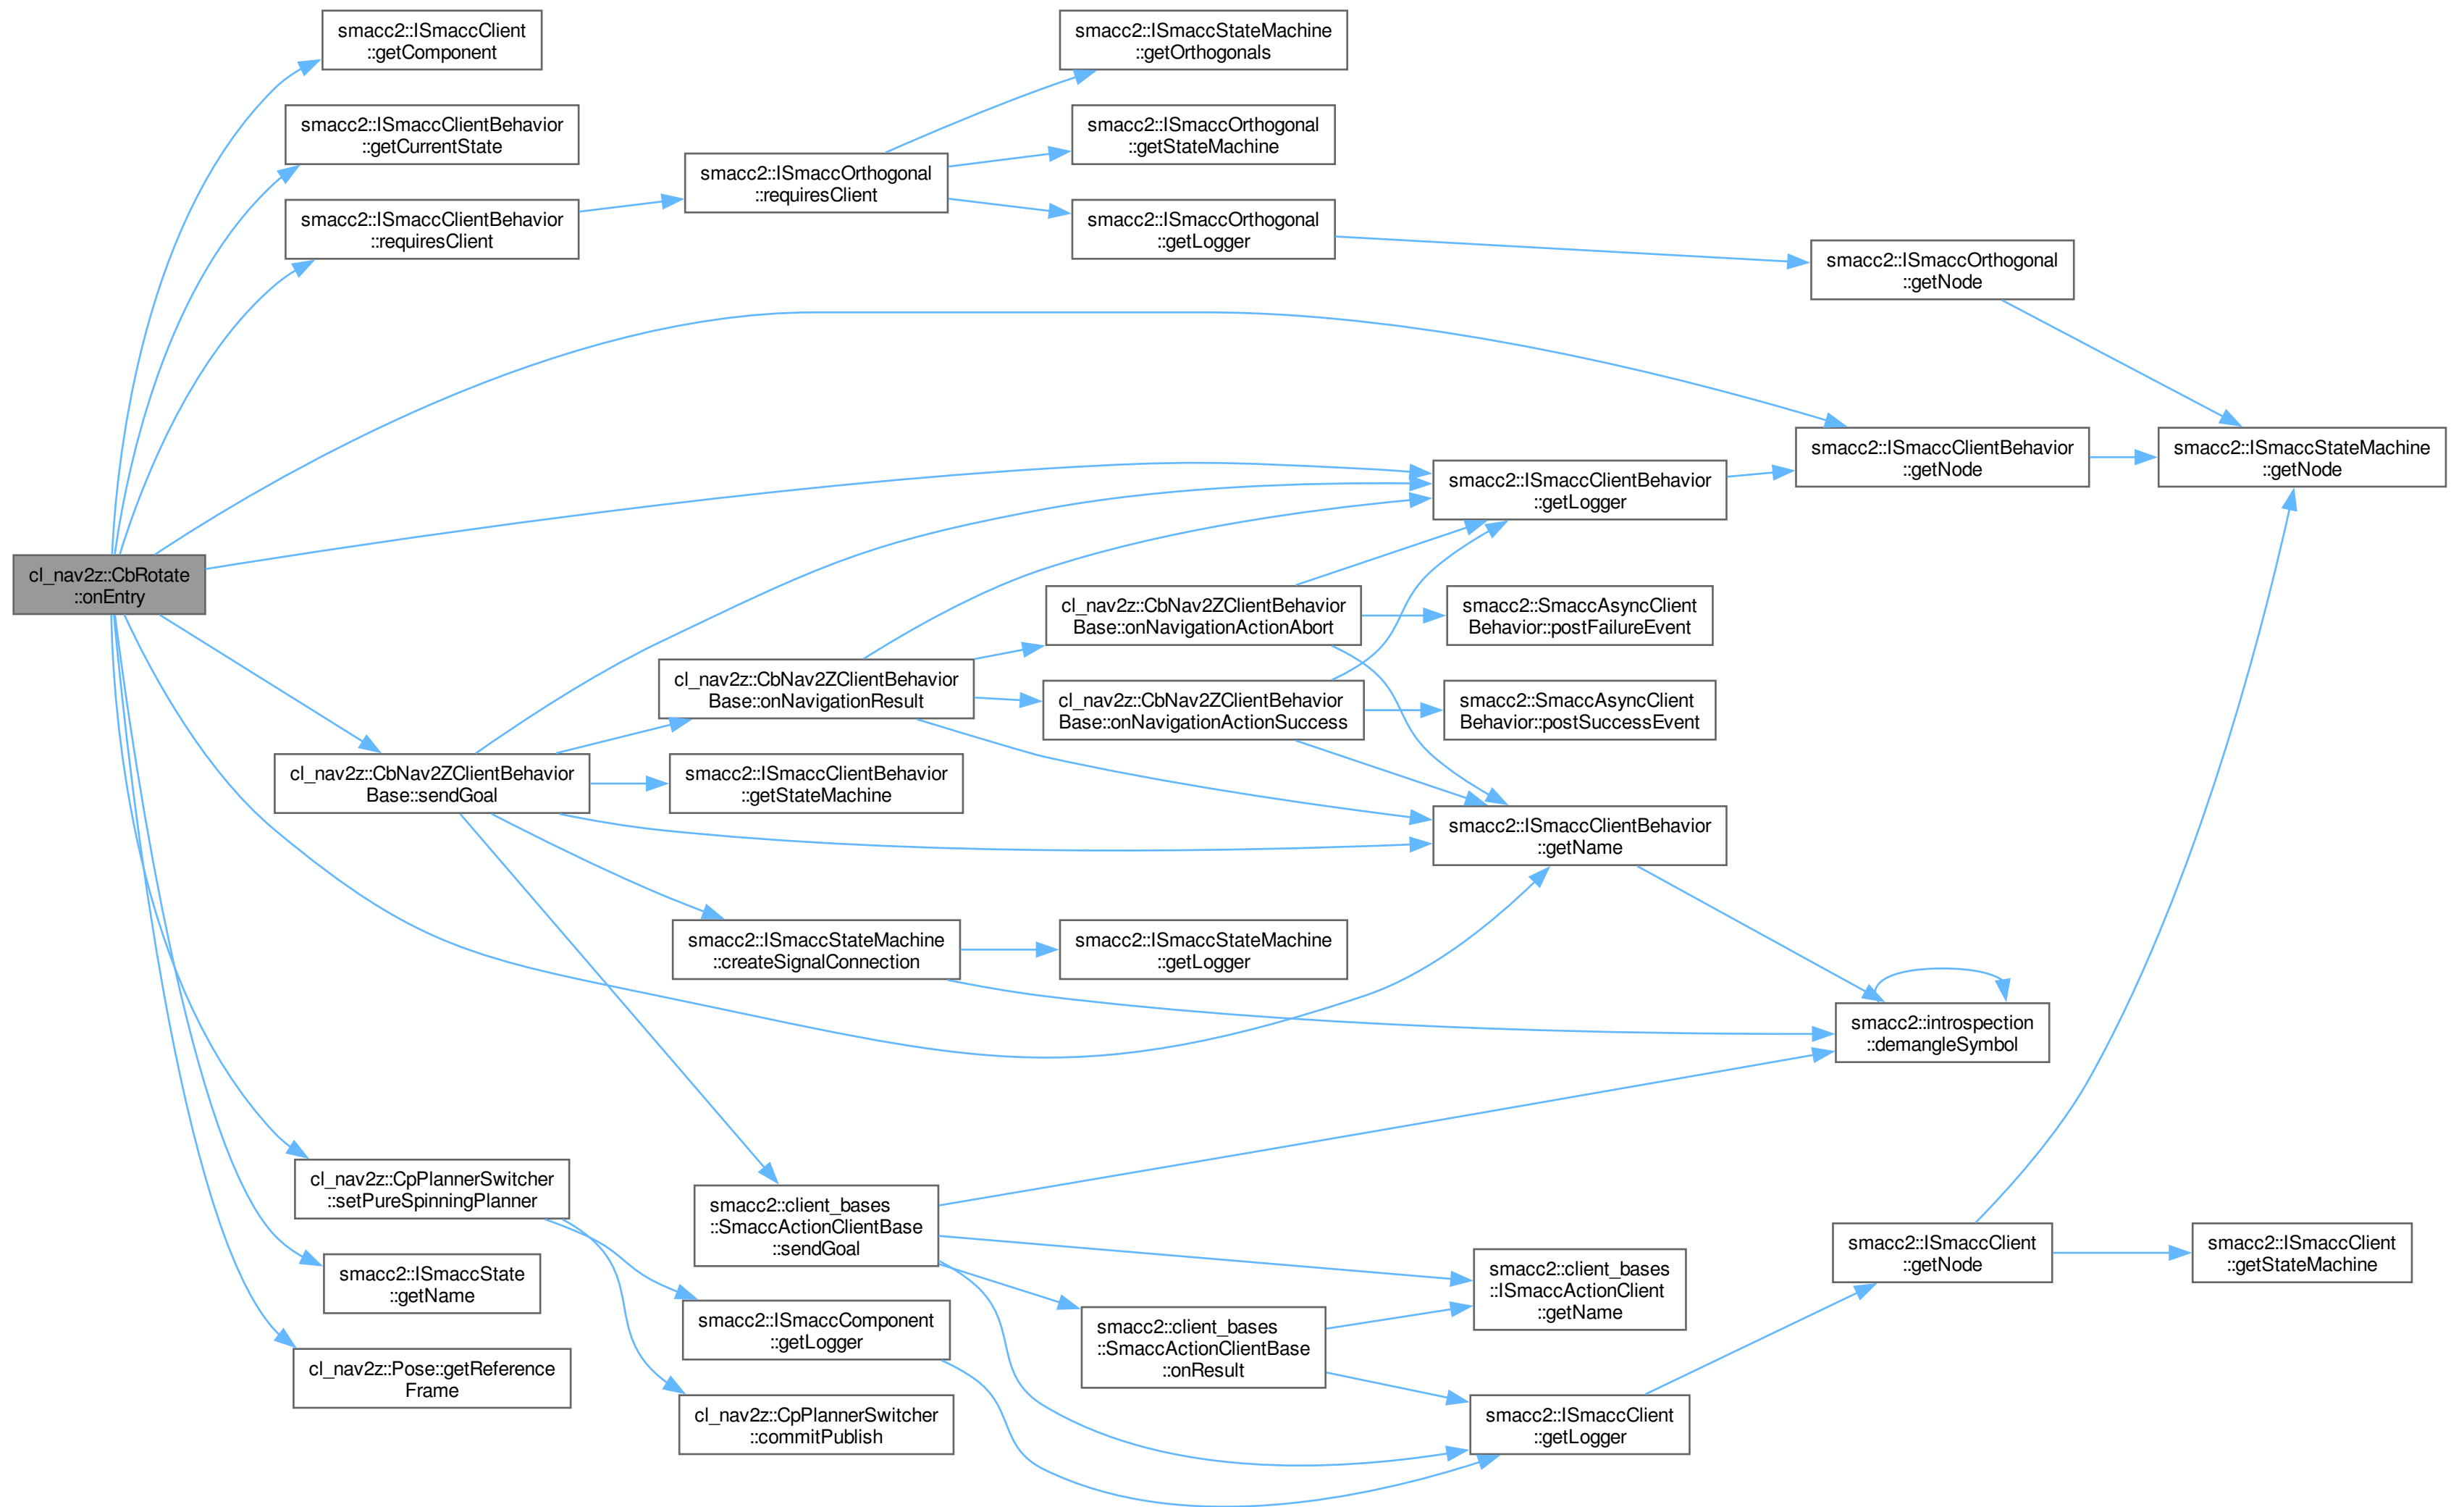 smacc2::ISmaccClient
::getComponent
smacc2::ISmaccStateMachine
::getOrthogonals
smacc2::ISmaccClientBehavior
::getCurrentState
smacc2::ISmaccOrthogonal
::getStateMachine
smacc2::ISmaccClientBehavior
::requiresClient
smacc2::ISmaccOrthogonal
::requiresClient
smacc2::ISmaccOrthogonal
::getLogger
smacc2::ISmaccOrthogonal
::getNode
smacc2::ISmaccClientBehavior
::getNode
smacc2::ISmaccStateMachine
::getNode
smacc2::ISmaccClientBehavior
::getLogger
cl_nav2z::CbRotate
::onEntry
cl_nav2z::CbNav2ZClientBehavior
Base::onNavigationActionAbort
smacc2::SmaccAsyncClient
Behavior::postFailureEvent
cl_nav2z::CbNav2ZClientBehavior
Base::onNavigationResult
cl_nav2z::CbNav2ZClientBehavior
Base::onNavigationActionSuccess
smacc2::SmaccAsyncClient
Behavior::postSuccessEvent
cl_nav2z::CbNav2ZClientBehavior
Base::sendGoal
smacc2::ISmaccClientBehavior
::getStateMachine
smacc2::ISmaccClientBehavior
::getName
smacc2::ISmaccStateMachine
::createSignalConnection
smacc2::ISmaccStateMachine
::getLogger
smacc2::introspection
::demangleSymbol
cl_nav2z::CpPlannerSwitcher
::setPureSpinningPlanner
smacc2::client_bases
::SmaccActionClientBase
::sendGoal
smacc2::ISmaccClient
::getNode
smacc2::ISmaccClient
::getStateMachine
smacc2::ISmaccState
::getName
smacc2::client_bases
::ISmaccActionClient
::getName
smacc2::ISmaccComponent
::getLogger
smacc2::client_bases
::SmaccActionClientBase
::onResult
cl_nav2z::Pose::getReference
Frame
cl_nav2z::CpPlannerSwitcher
::commitPublish
smacc2::ISmaccClient
::getLogger